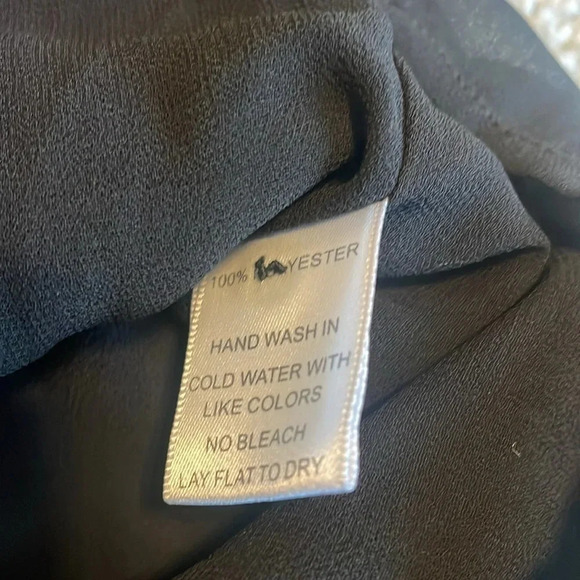 100% YESTER
HAND WASH IN
COLD WATER WITH
LIKE COLORS
NO BLEACH
LAY FLAT TO DRY